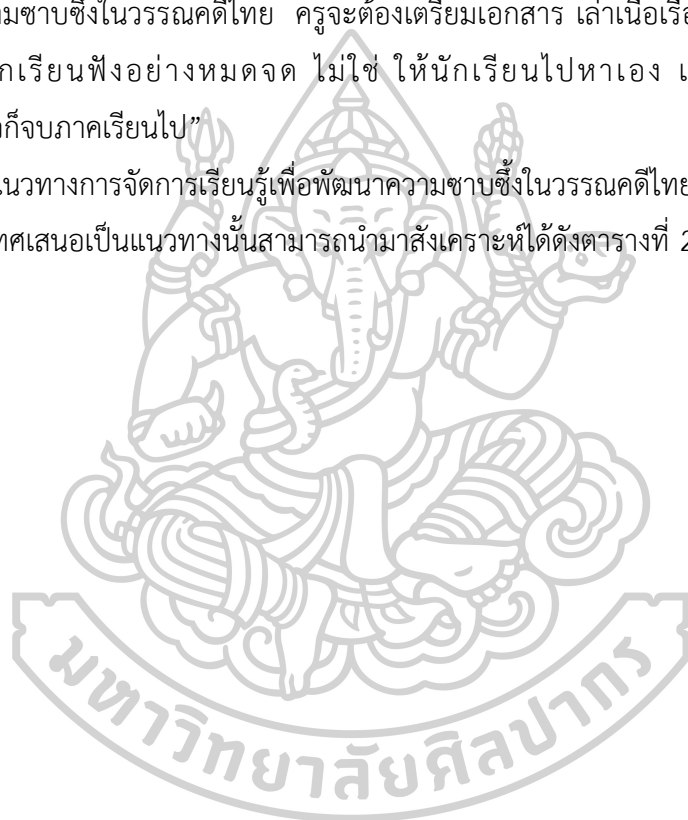 ามซาบซึ้งในวรรณคดีไทย ครูจะต้องเตรียมเอกสาร เล่าเนื้อเรื่
กเรียนฟังอย่างหมดจด ไม่ใช่ ให้นักเรียนไปหาเอง
ก็จบภาคเรียนไป”
แนวทางการจัดการเรียนรู้เพื่อพัฒนาความซาบซึ้งในวรรณคดีไทย
ทศเสนอเป็นแนวทางนั้นสามารถนำมาสังเคราะห์ได้ดังตารางที่ 2
มหาวิทยาลัยศิลปากร